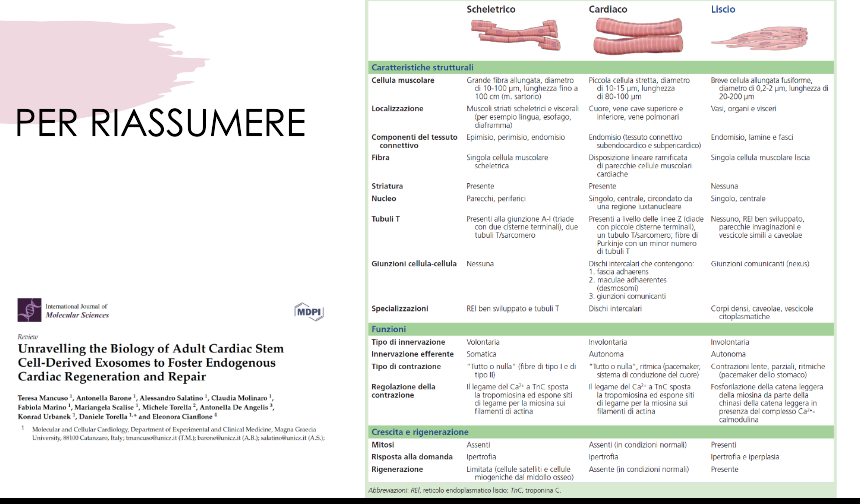 PER RIASSUMERE
International Journal of
Molecular Sciences
MDPI
Review
Unravelling the Biology of Adult Cardiac Stem
Cell-Derived Exosomes to Foster Endogenous
Cardiac Regeneration and Repair
Teresa Mancuso 1, Antonella Barone 1, Alessandro Salatino 1, Claudia Molinaro 1,
Fabiola Marino 1, Mariangela Scalise 1, Michele Torella 2, Antonella De Angelis 3,
Konrad Urbanek 1, Daniele Torella 1,* and Eleonora Cianflone 4
1 Molecular and Cellular Cardiology, Department of Experimental and Clinical Medicine, Magna Graecia
University, 88100 Catanzaro, Italy; tmancuso@unicz.it (T.M.); barone@unicz.it (A.B.); salatino@unicz.it (A.S.);
Scheletrico Cardiaco Liscio
Caratteristiche strutturali
Cellula muscolare Grande fibra allungata, diametro Piccola cellula stretta, diametro Breve cellula allungata fusiforme,
di 10-100 µm, lunghezza fino a di 10-15 µm, lunghezza diametro di 0,2-2 µm, lunghezza di
100 cm (m. sartorio) di 80-100 µm 20-200 µm
Localizzazione Muscoli striati scheletrici e viscerali Cuore, vene cave superiore e Vasi, organi e visceri
(per esempio lingua, esofago, inferiore, vene polmonari
diaframma)
Componenti del tessuto Epimisio, perimisio, endomisio Endomisio (tessuto connettivo Endomisio, lamine e fasci
connettivo subendocardico e subpericardico)
Fibra Singola cellula muscolare Disposizione lineare ramificata Singola cellula muscolare liscia
scheletrica di parecchie cellule muscolari
cardiache
Striatura Presente Presente Nessuna
Nucleo Parecchi, periferici Singolo, centrale, circondato da Singolo, centrale
una regione iuxtanucleare
Tubuli T Presenti alla giunzione A-I (triade Presenti a livello delle linee Z (diade Nessuno, REI ben sviluppato,
con due cisterne terminali), due con piccole cisterne terminali), parecchie invaginazioni e
tubuli T/sarcomero un tubulo T/sarcomero; fibre di vescicole simili a caveolae
Purkinje con un minor numero
di tubuli T
Giunzioni cellula-cellula Nessuna Dischi intercalari che contengono: Giunzioni comunicanti (nexus)
1. fascia adhaerens
2. maculae adhaerentes
(desmosomi)
3. giunzioni comunicanti
Specializzazioni REI ben sviluppato e tubuli T Dischi intercalari Corpi densi, caveolae, vescicole
citoplasmatiche
Funzioni
Tipo di innervazione Volontaria Involontaria Involontaria
Innervazione efferente Somatica Autonoma Autonoma
Tipo di contrazione "Tutto o nulla" (fibre di tipo I e di "Tutto o nulla", ritmica (pacemaker, Contrazioni lente, parziali, ritmiche
tipo II) sistema di conduzione del cuore) (pacemaker dello stomaco)
Regolazione della Il legame del Ca2+ a TnC sposta Il legame del Ca2+ a TnC sposta Fosforilazione della catena leggera
contrazione la tropomiosina ed espone siti la tropomiosina ed espone siti della miosina da parte della
di legame per la miosina sui di legame per la miosina sui chinasi della catena leggera in
filamenti di actina filamenti di actina presenza del complesso Ca2+-
calmodulina
Crescita e rigenerazione
Mitosi Assenti Assenti (in condizioni normali) Presenti
Risposta alla domanda Ipertrofia Ipertrofia Ipertrofia e iperplasia
Rigenerazione Limitata (cellule satelliti e cellule Assente (in condizioni normali) Presente
miogeniche dal midollo osseo)
Abbreviazioni: REI, reticolo endoplasmatico liscio; TnC, troponina C.